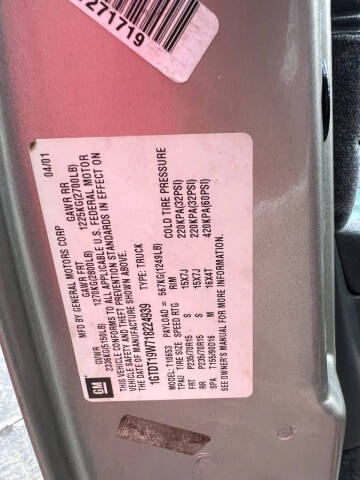 271719
GM
MFD BY GENERAL MOTORS CORP
04/01
GVWR GAWR FRT GAWR RR
2336KG(5150LB) 1270KG(2800LB) 1225KG(2700LB)
THIS VEHICLE CONFORMS TO ALL APPLICABLE U.S. FEDERAL MOTOR
VEHICLE SAFETY AND THEFT PREVENTION STANDARDS IN EFFECT ON
THE DATE OF MANUFACTURE SHOWN ABOVE.
1GTDT19W718224939 TYPE: TRUCK
T10653 PAYLOAD = 567KG(1249LB)
TPAU TIRE SIZE SPEED RTG RIM COLD TIRE PRESSURE
FRT P235/70R15 S 15X7J 220KPA(32PSI)
RR P235/70R15 S 15X7J 220KPA(32PSI)
SPA T155/90D16 M 16X4T 420KPA(60PSI)
SEE OWNER'S MANUAL FOR MORE INFORMATION.